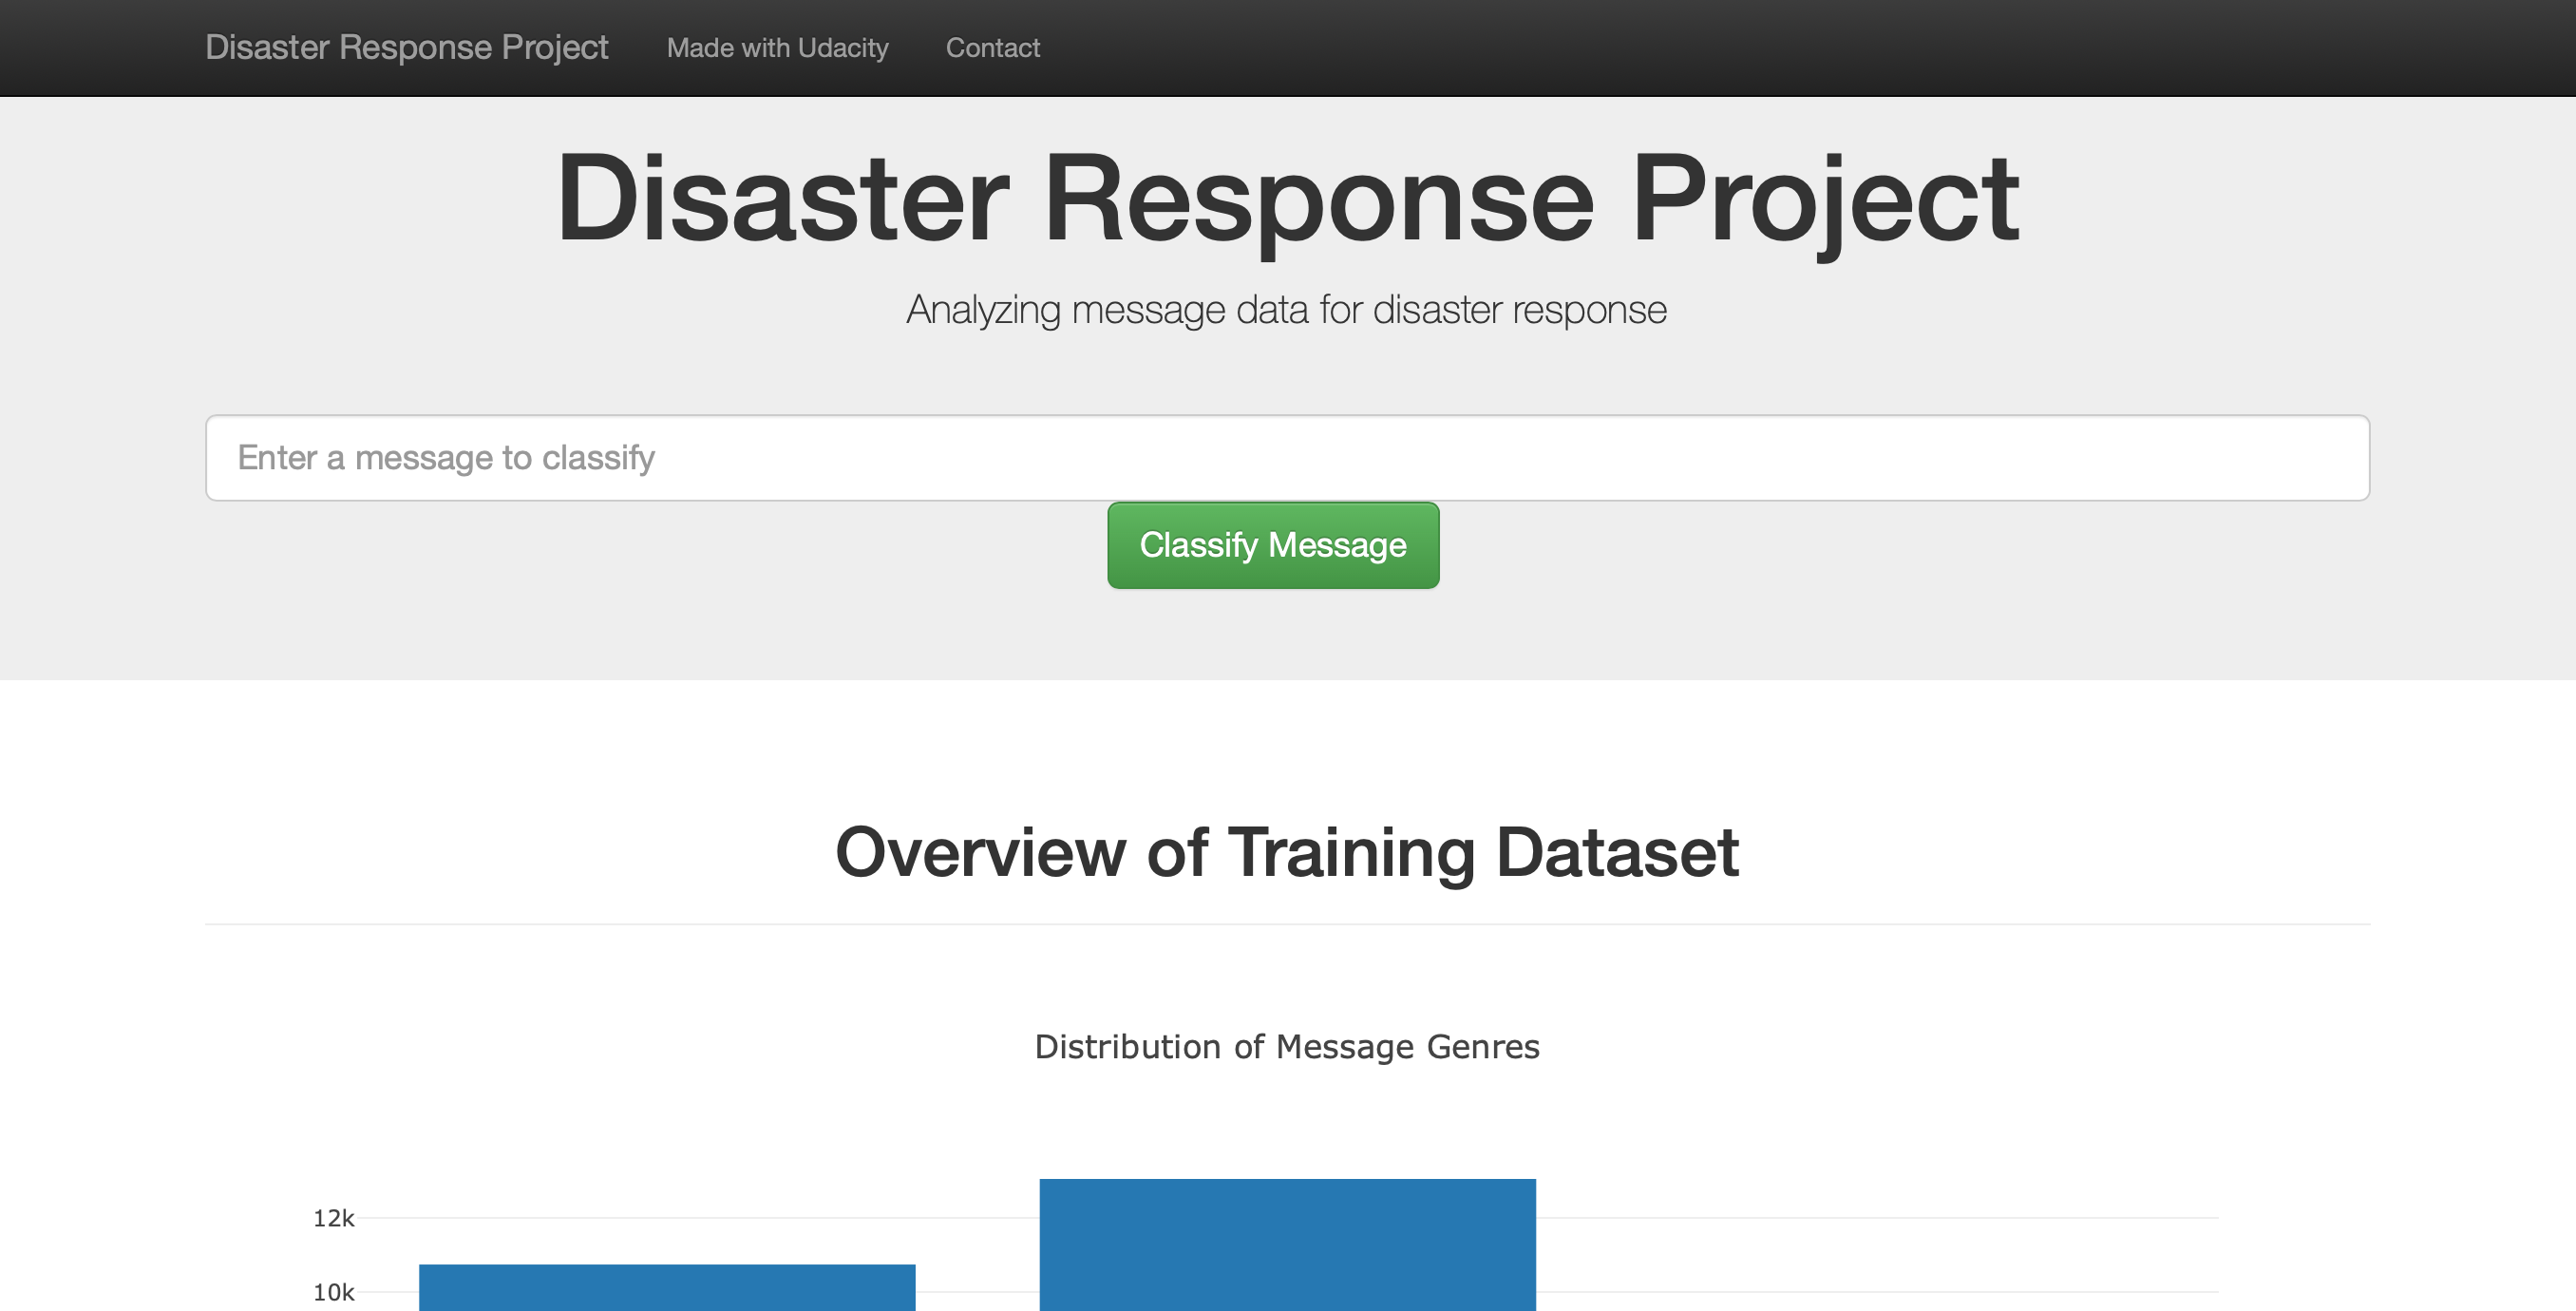 Disaster Response Project Made with Udacity Contact
Disaster Response Project
Analyzing message data for disaster response
Enter a message to classify
Classify Message
Overview of Training Dataset
Distribution of Message Genres
12k
10k